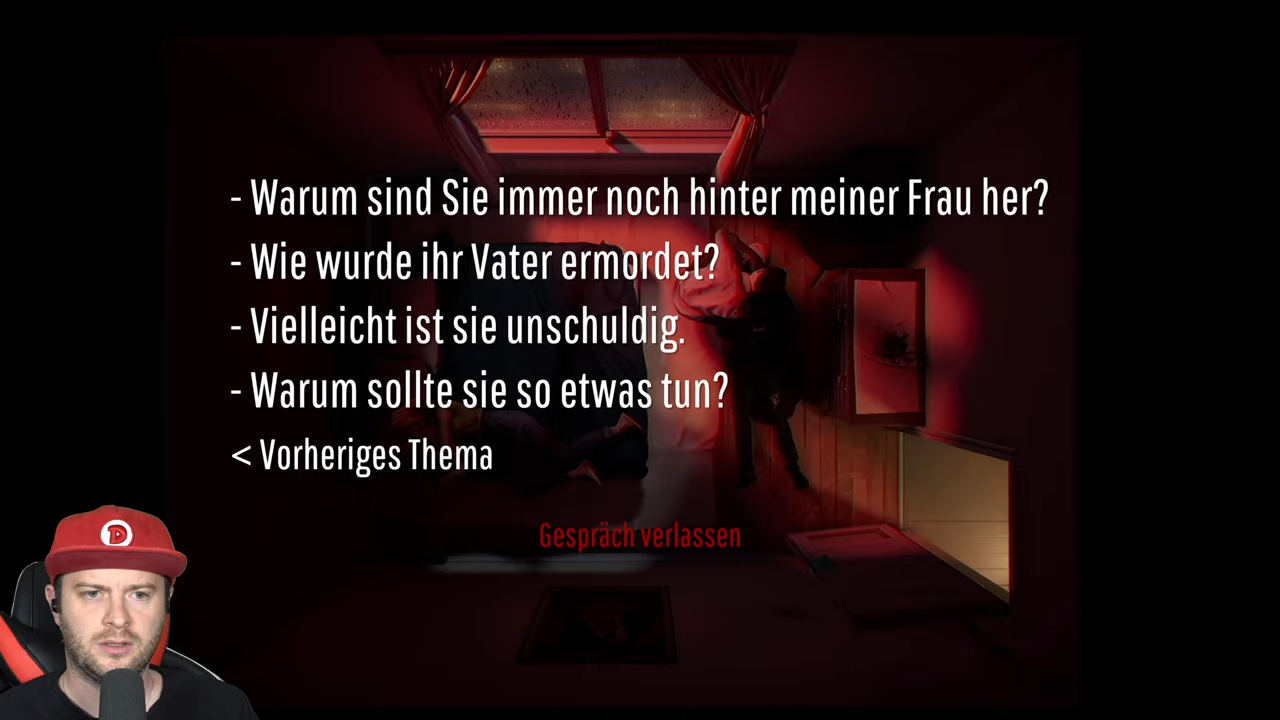 - Warum sind Sie immer noch hinter meiner Frau her?
- Wie wurde ihr Vater ermordet?
- Vielleicht ist sie unschuldig.
- Warum sollte sie so etwas tun?
< Vorheriges Thema
Gespräch verlassen
D